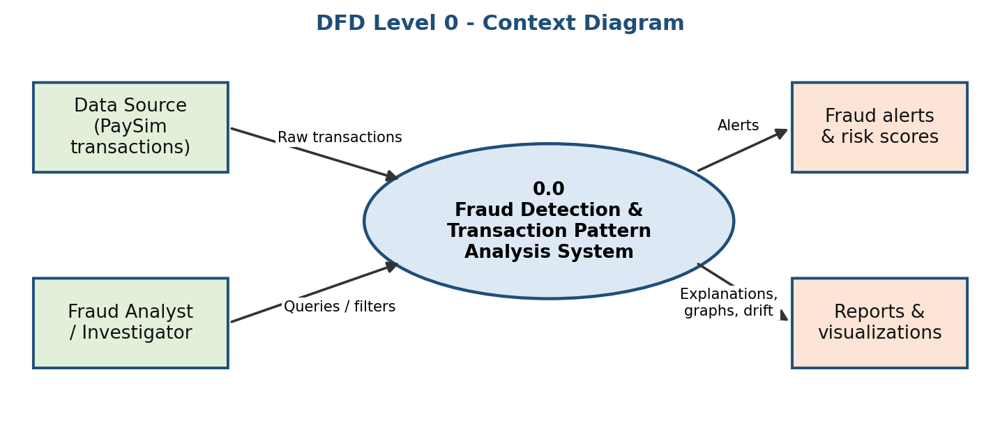 DFD Level 0 - Context Diagram
Data Source
(PaySim
transactions)
Raw transactions
Fraud Analyst
/ Investigator
Queries / filters
0.0
Fraud Detection &
Transaction Pattern
Analysis System
Alerts
Fraud alerts
& risk scores
Explanations,
graphs, drift
Reports &
visualizations